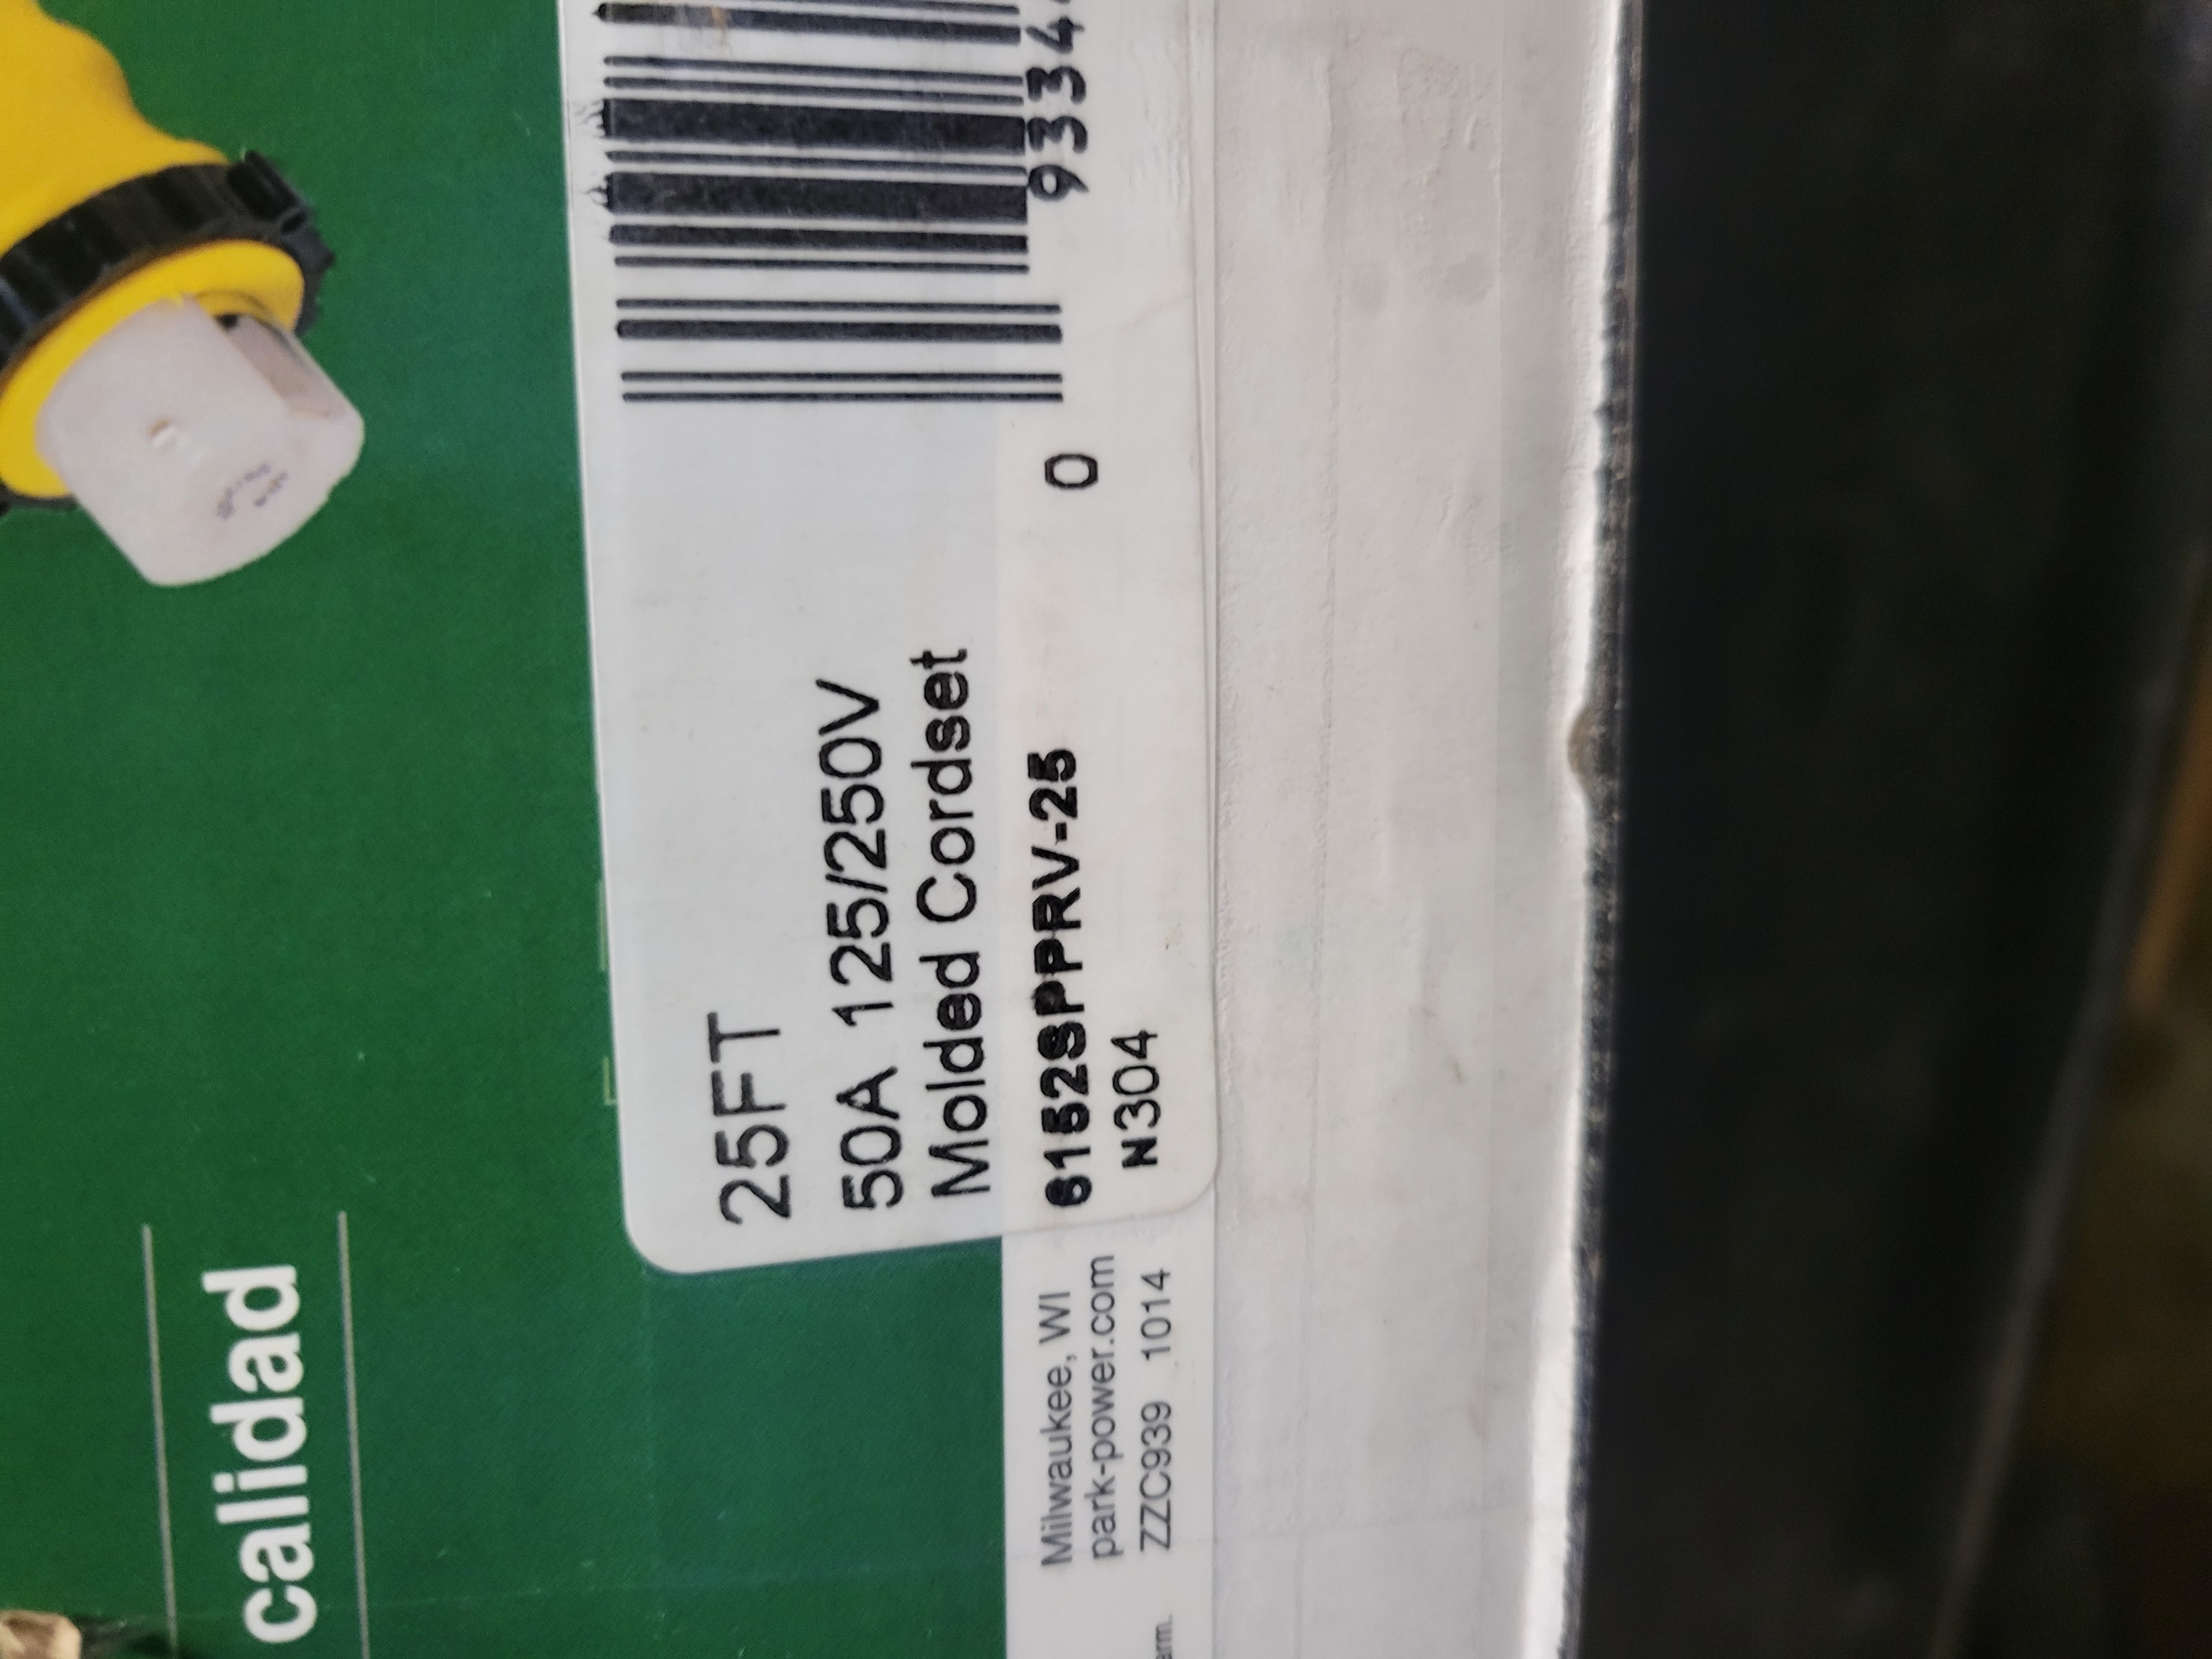 calidad
25FT
50A 125/250V
Molded Cordset
6152SPPRV-25
N304
0 9334
Milwaukee, WI
park-power.com
ZZC939 1014